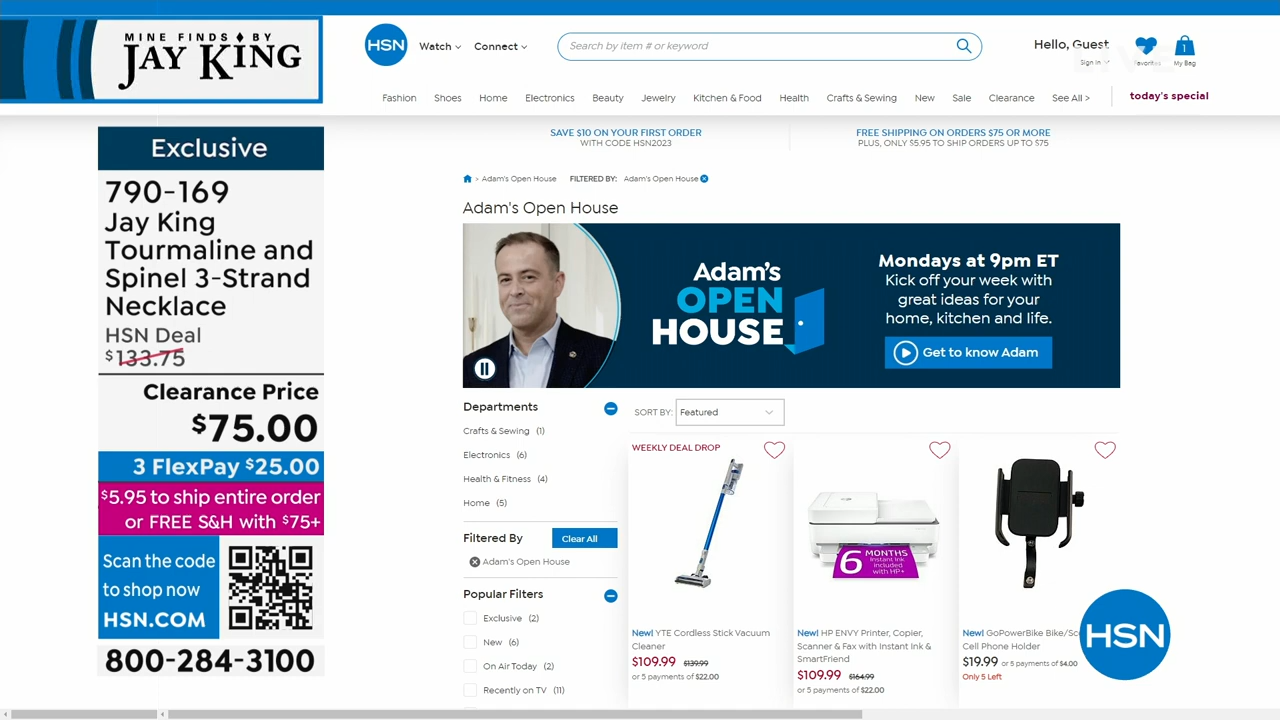 MINE FINDS BY
JAY KING
Exclusive
790-169
Jay King
Tourmaline and
Spinel 3-Strand
Necklace
HSN Deal
$133.75
Clearance Price
$75.00
3 FlexPay $25.00
$5.95 to ship entire order
or FREE S&H with $75+
Scan the code
to shop now
HSN.COM
800-284-3100
HSN
Watch
Connect
Search by item # or keyword
Hello, Guest
Sign In
Favorites
1
My Bag
Fashion Shoes Home Electronics Beauty Jewelry Kitchen & Food Health Crafts & Sewing New Sale Clearance See All > today's special
SAVE $10 ON YOUR FIRST ORDER
WITH CODE HSN2023
FREE SHIPPING ON ORDERS $75 OR MORE
PLUS, ONLY $5.95 TO SHIP ORDERS UP TO $75
> Adam's Open House FILTERED BY: Adam's Open House
Adam's Open House
Adam's
OPEN
HOUSE
Mondays at 9pm ET
Kick off your week with
great ideas for your
home, kitchen and life.
Get to know Adam
Departments
Crafts & Sewing (1)
Electronics (6)
Health & Fitness (4)
Home (5)
Filtered By
Clear All
Adam's Open House
Popular Filters
Exclusive (2)
New (6)
On Air Today (2)
Recently on TV (11)
SORT BY: Featured
WEEKLY DEAL DROP
New! YTE Cordless Stick Vacuum
Cleaner
$109.99 $139.99
or 5 payments of $22.00
6 MONTHS
Instant Ink
included
with HP+
New! HP ENVY Printer, Copier,
Scanner & Fax with Instant Ink &
SmartFriend
$109.99 $164.99
or 5 payments of $22.00
New! GoPowerBike Bike/Sc
Cell Phone Holder
$19.99 or 5 payments of $4.00
Only 5 Left
HSN